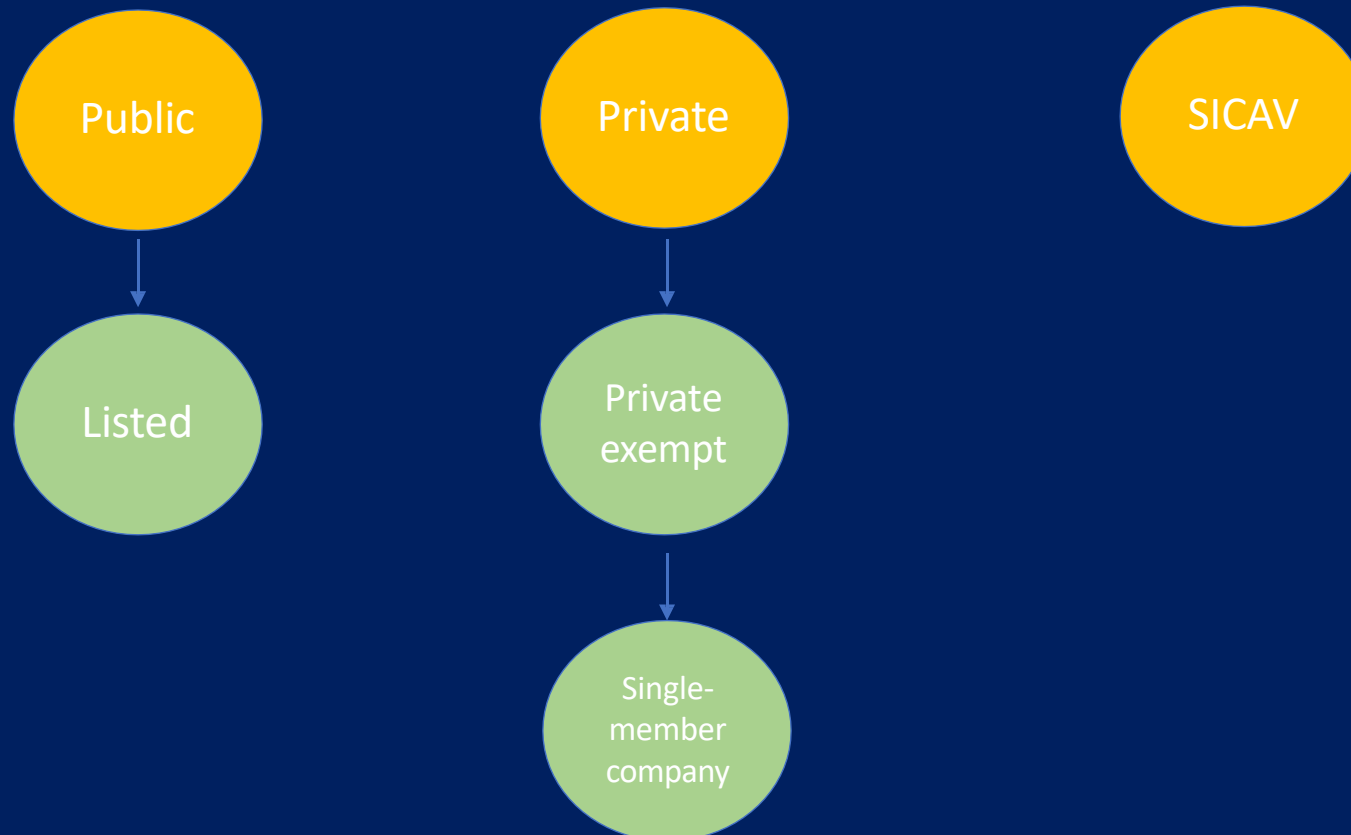 Public
Private
SICAV
Listed
Private
exempt
Single-
member
company